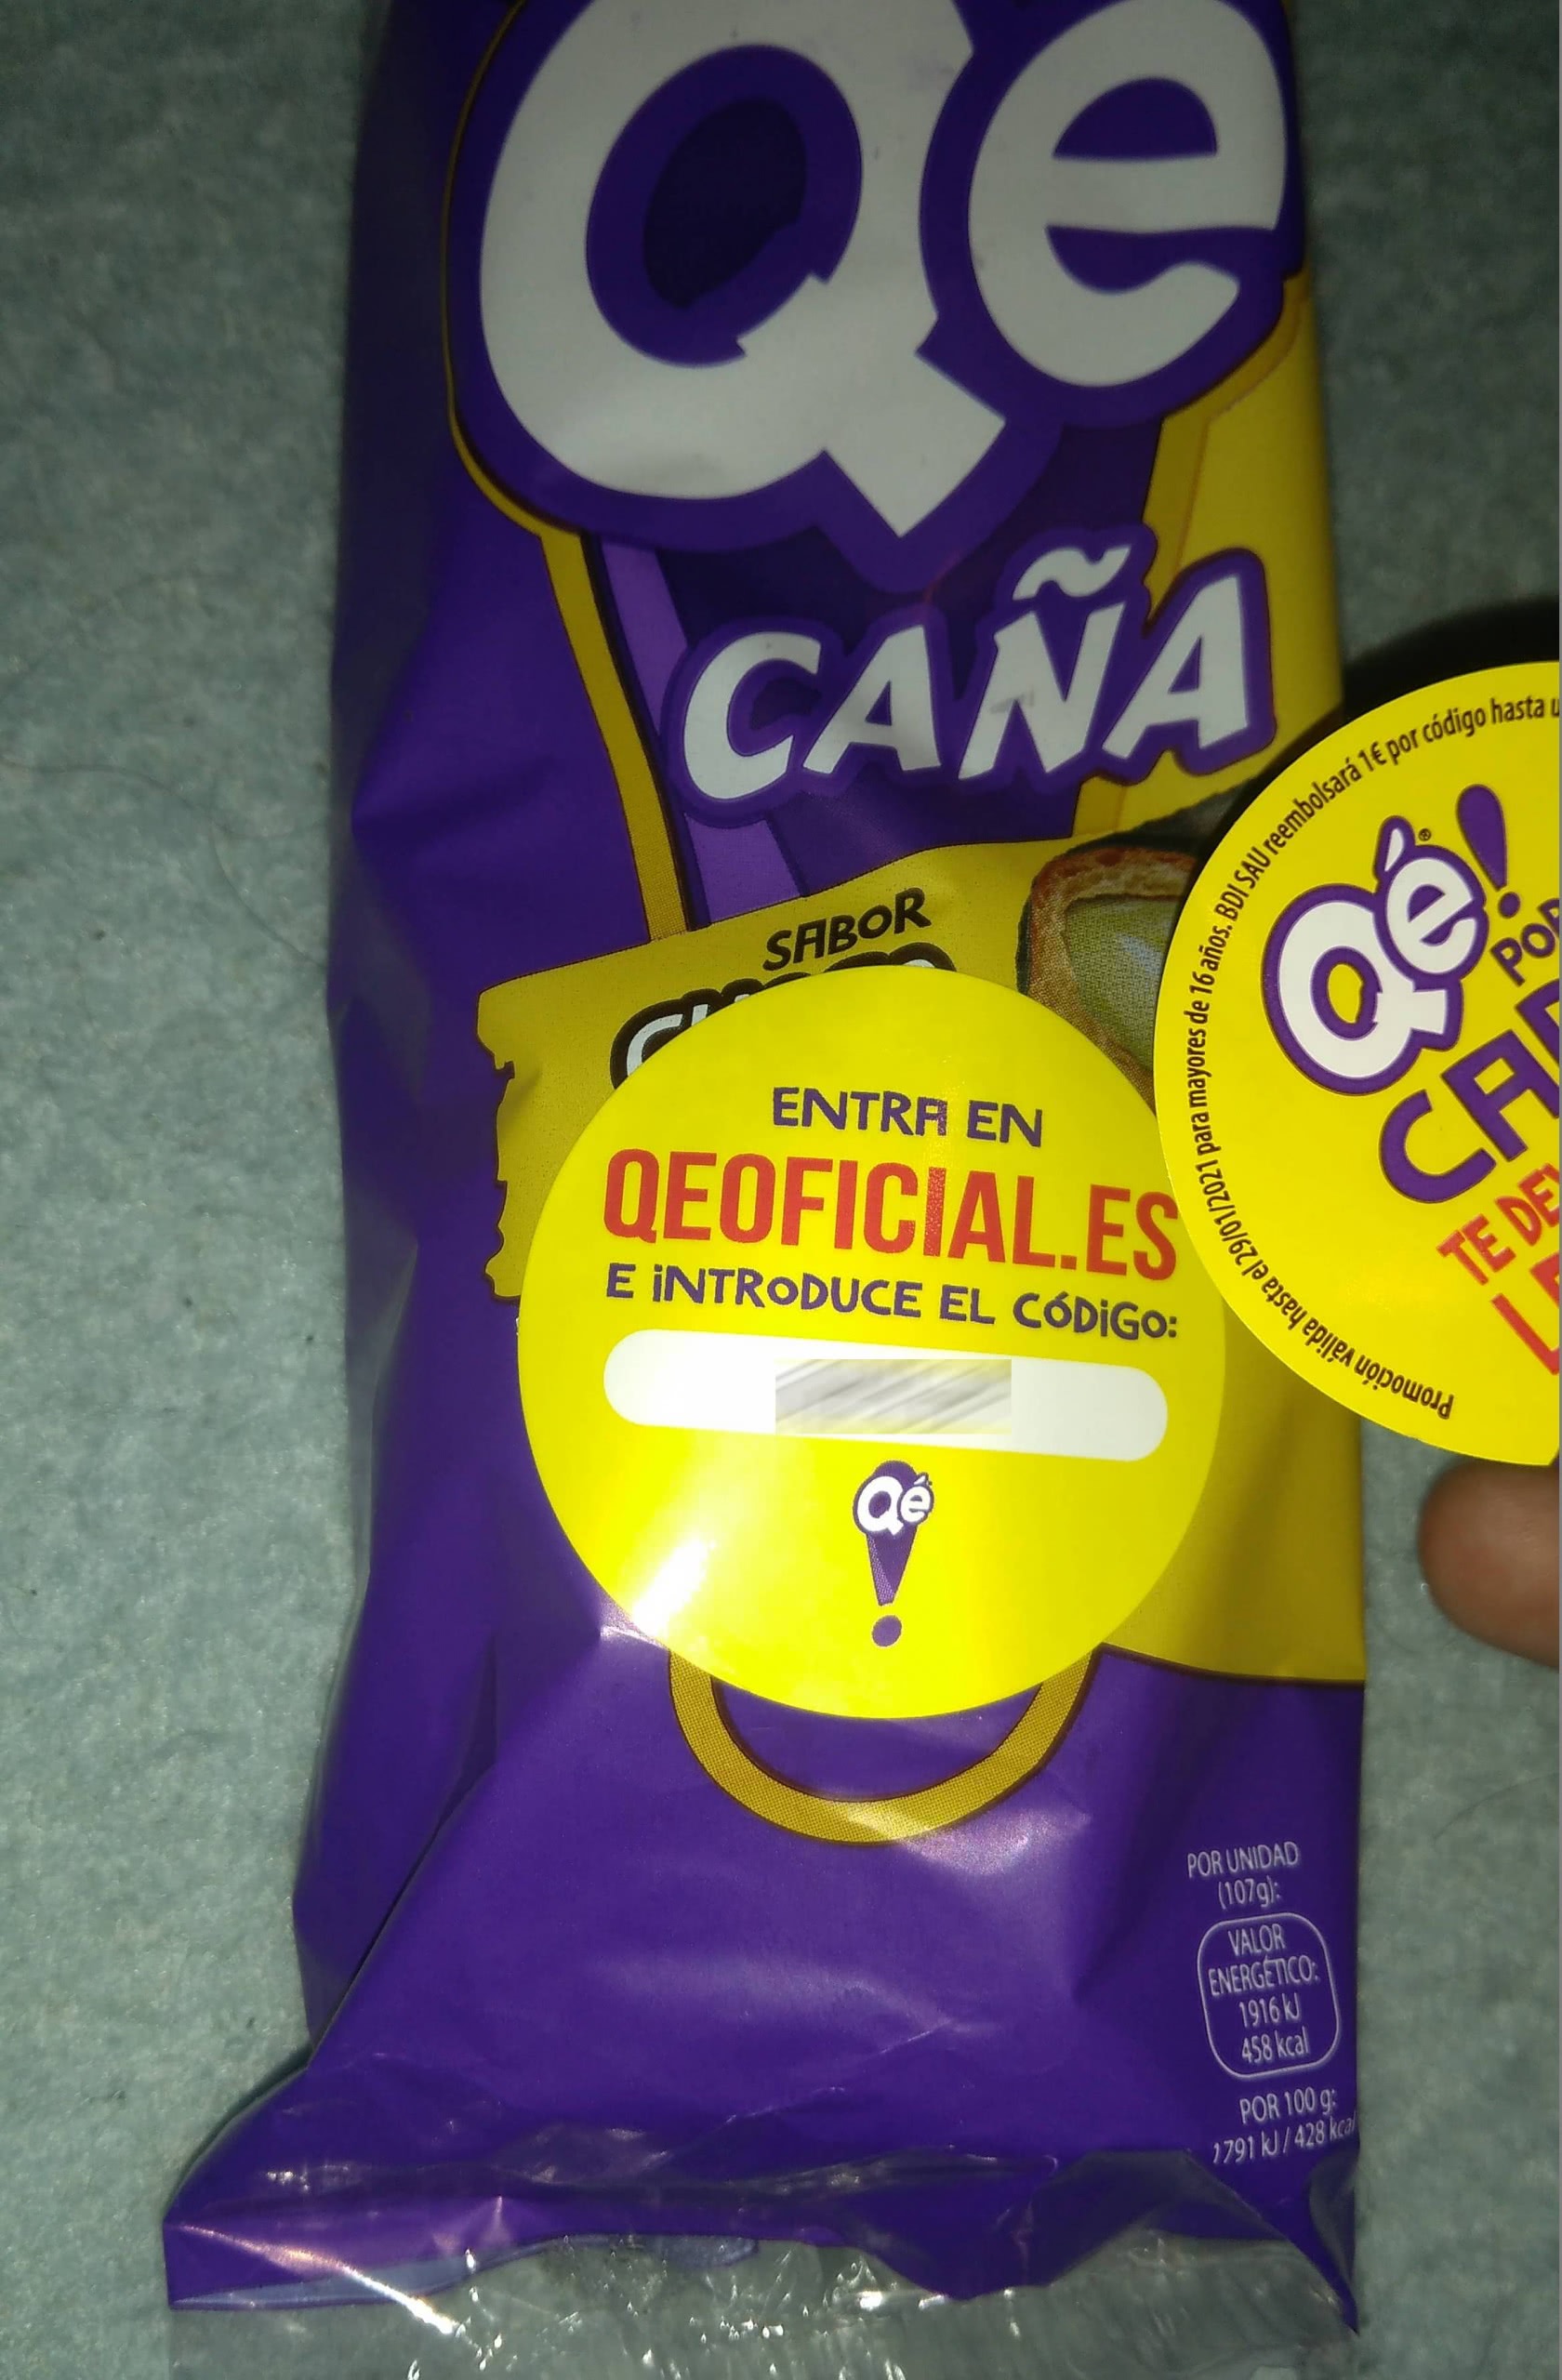 Qe
CAÑA
SABOR
ENTRA EN
QEOFICIAL.ES
E INTRODUCE EL CÓDIGO:
Qé
!
Promoción válida hasta el 29/01/2021 para mayores de 16 años. BDI SAU reembolsará 1€ por código hasta
Qé!
®
TE
POR UNIDAD
(107g):
VALOR
ENERGÉTICO:
1916 kJ
458 kcal
POR 100 g:
1791 kJ / 428 kcal